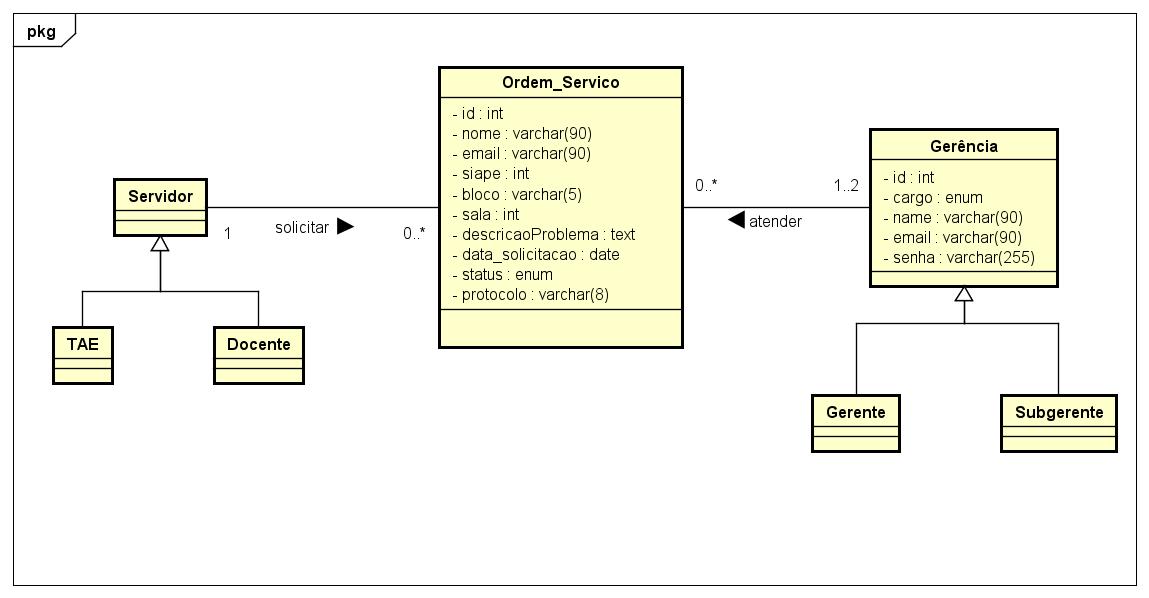 pkg
Ordem_Servico
- id : int
- nome : varchar(90)
- email : varchar(90)
- siape : int
- bloco : varchar(5)
- sala : int
- descricaoProblema : text
- data_solicitacao : date
- status : enum
- protocolo : varchar(8)
Gerência
- id : int
- cargo : enum
- name : varchar(90)
- email : varchar(90)
- senha : varchar(255)
Servidor
1
solicitar
0..*
0..*
1..2
atender
TAE
Docente
Gerente
Subgerente